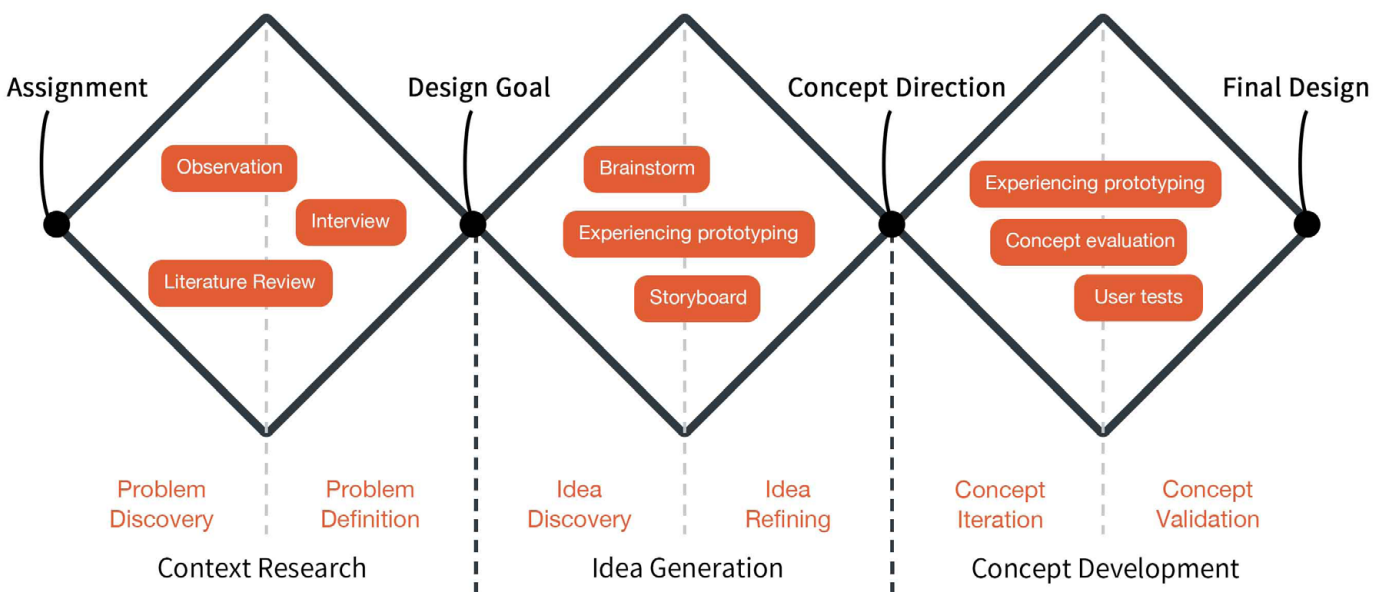 Assignment
Design Goal
Concept Direction
Final Design
Observation
Interview
Literature Review
Brainstorm
Experiencing prototyping
Storyboard
Experiencing prototyping
Concept evaluation
User tests
Problem
Discovery
Problem
Definition
Idea
Discovery
Idea
Refining
Concept
Iteration
Concept
Validation
Context Research
Idea Generation
Concept Development